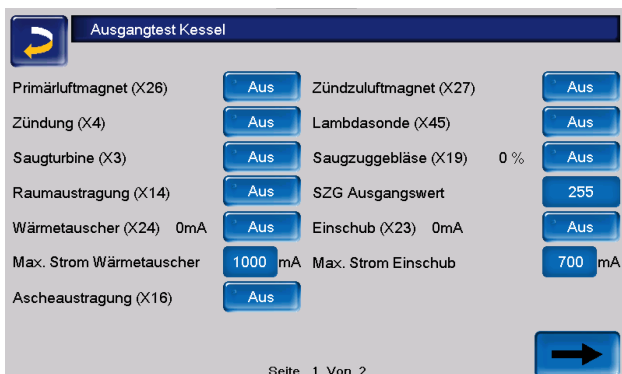 Ausgangtest Kessel
Primärluftmagnet (X26) Aus Zündzuluftmagnet (X27) Aus
Zündung (X4) Aus Lambdasonde (X45) Aus
Saugturbine (X3) Aus Saugzuggebläse (X19) 0 % Aus
Raumaustragung (X14) Aus SZG Ausgangswert 255
Wärmetauscher (X24) 0mA Aus Einschub (X23) 0mA Aus
Max. Strom Wärmetauscher 1000 mA Max. Strom Einschub 700 mA
Ascheaustragung (X16) Aus
Seite 1 Von 2